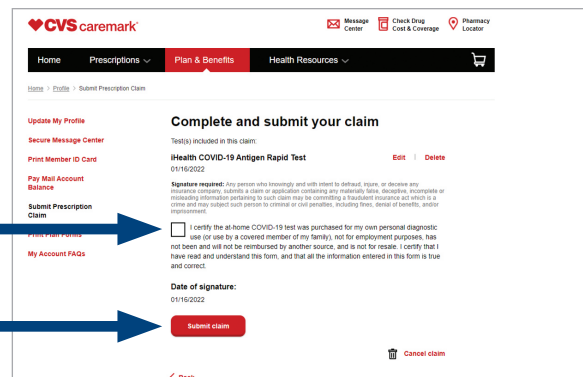 CVS caremark
Message Center
Check Drug Cost & Coverage
Pharmacy Locator
Home Prescriptions Plan & Benefits Health Resources
Home > Profile > Submit Prescription Claim
Update My Profile
Secure Message Center
Print Member ID Card
Pay Mail Account
Balance
Submit Prescription
Claim
Print Plan Forms
My Account FAQs
Complete and submit your claim
Test(s) included in this claim:
iHealth COVID-19 Antigen Rapid Test Edit | Delete
01/16/2022
Signature required: Any person who knowingly and with intent to defraud, injure, or deceive any
insurance company, submits a claim or application containing any materially false, deceptive, incomplete or
misleading information pertaining to such claim may be committing a fraudulent insurance act which is a
crime and may subject such person to criminal or civil penalties, including fines, denial of benefits, and/or
imprisonment.
I certify the at-home COVID-19 test was purchased for my own personal diagnostic
use (or use by a covered member of my family), not for employment purposes, has
not been and will not be reimbursed by another source, and is not for resale. I certify that I
have read and understand this form, and that all the information entered in this form is true
and correct.
Date of signature:
01/16/2022
Submit claim
Cancel claim
Back